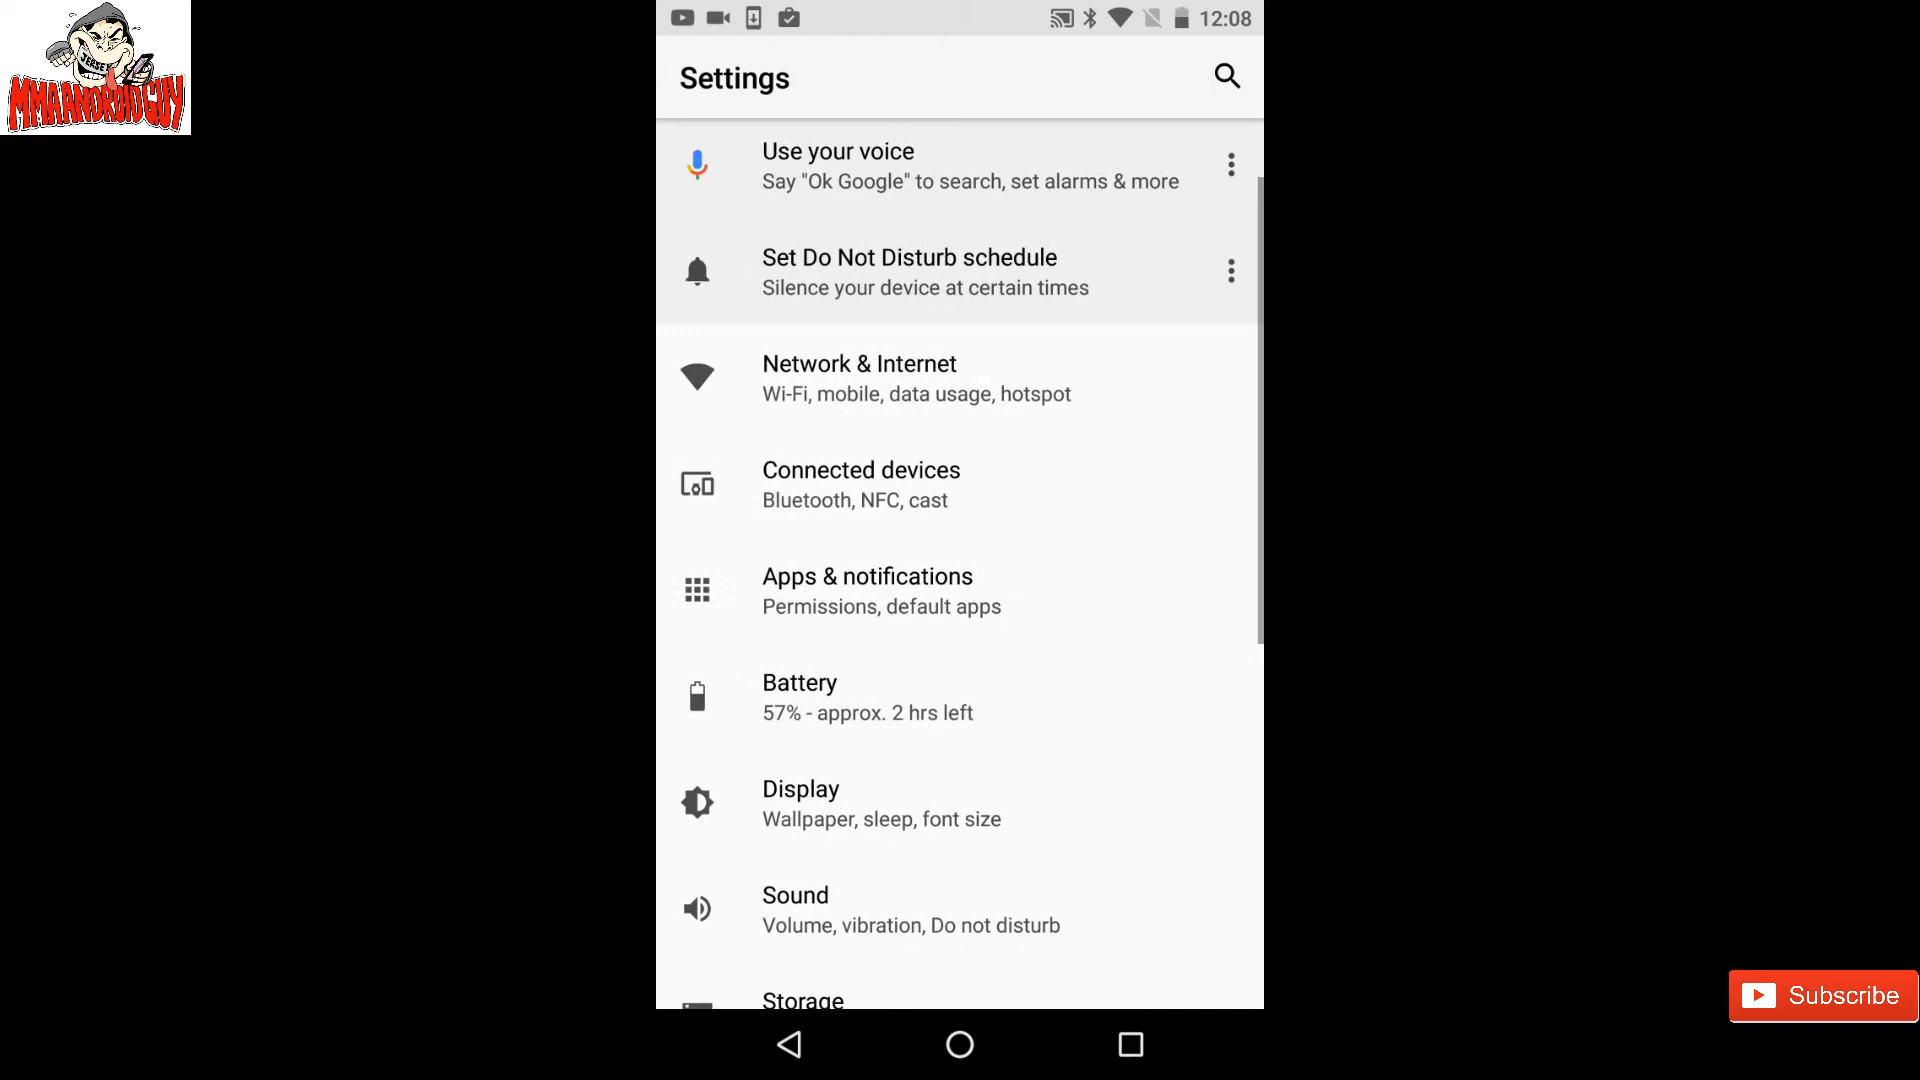 JERSEY
MMAANDROIDGUY
12:08
Settings
Use your voice
Say "Ok Google" to search, set alarms & more
Set Do Not Disturb schedule
Silence your device at certain times
Network & Internet
Wi-Fi, mobile, data usage, hotspot
Connected devices
Bluetooth, NFC, cast
Apps & notifications
Permissions, default apps
Battery
57% - approx. 2 hrs left
Display
Wallpaper, sleep, font size
Sound
Volume, vibration, Do not disturb
Storage
Subscribe